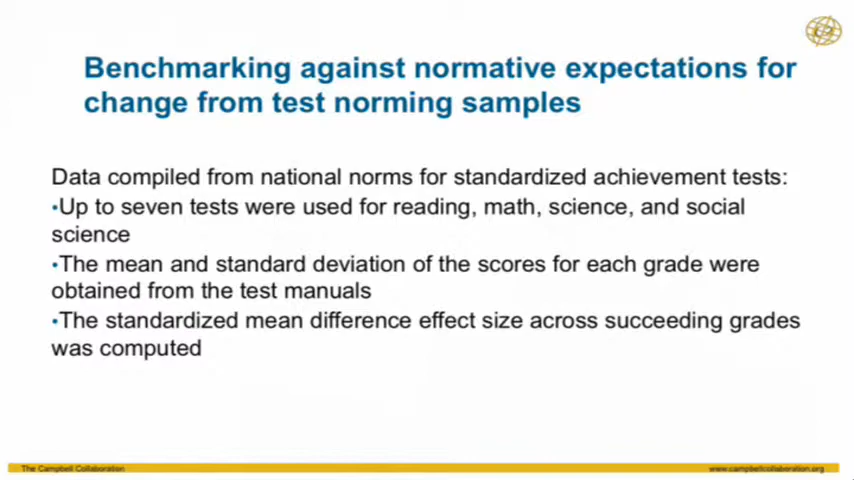 Benchmarking against normative expectations for
change from test norming samples
Data compiled from national norms for standardized achievement tests:
•Up to seven tests were used for reading, math, science, and social
science
•The mean and standard deviation of the scores for each grade were
obtained from the test manuals
•The standardized mean difference effect size across succeeding grades
was computed
The Campbell Collaboration
www.campbellcollaboration.org